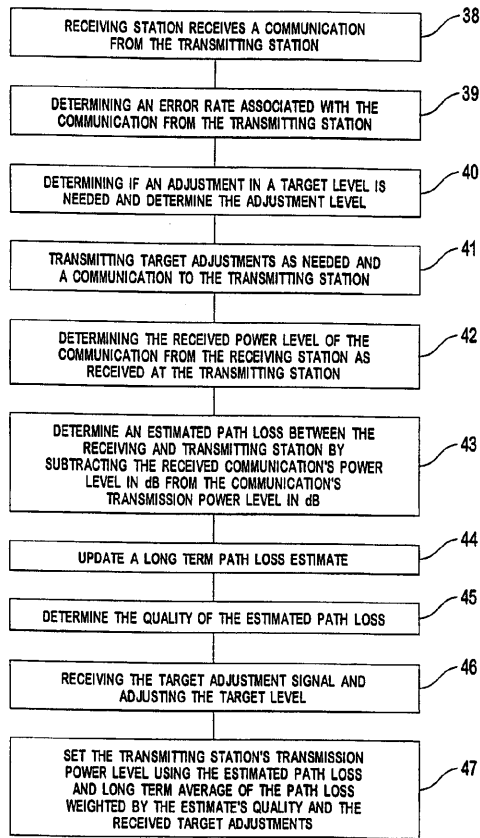 RECEIVING STATION RECEIVES A COMMUNICATION
FROM THE TRANSMITTING STATION
38
DETERMINING AN ERROR RATE ASSOCIATED WITH THE
COMMUNICATION FROM THE TRANSMITTING STATION
39
DETERMINING IF AN ADJUSTMENT IN A TARGET LEVEL IS
NEEDED AND DETERMINE THE ADJUSTMENT LEVEL
40
TRANSMITTING TARGET ADJUSTMENTS AS NEEDED AND
A COMMUNICATION TO THE TRANSMITTING STATION
41
DETERMINING THE RECEIVED POWER LEVEL OF THE
COMMUNICATION FROM THE RECEIVING STATION AS
RECEIVED AT THE TRANSMITTING STATION
42
DETERMINE AN ESTIMATED PATH LOSS BETWEEN THE
RECEIVING AND TRANSMITTING STATION BY
SUBTRACTING THE RECEIVED COMMUNICATION'S POWER
LEVEL IN dB FROM THE COMMUNICATION'S
TRANSMISSION POWER LEVEL IN dB
43
UPDATE A LONG TERM PATH LOSS ESTIMATE
44
DETERMINE THE QUALITY OF THE ESTIMATED PATH LOSS
45
RECEIVING THE TARGET ADJUSTMENT SIGNAL AND
ADJUSTING THE TARGET LEVEL
46
SET THE TRANSMITTING STATION'S TRANSMISSION
POWER LEVEL USING THE ESTIMATED PATH LOSS
AND LONG TERM AVERAGE OF THE PATH LOSS
WEIGHTED BY THE ESTIMATE'S QUALITY AND THE
RECEIVED TARGET ADJUSTMENTS
47